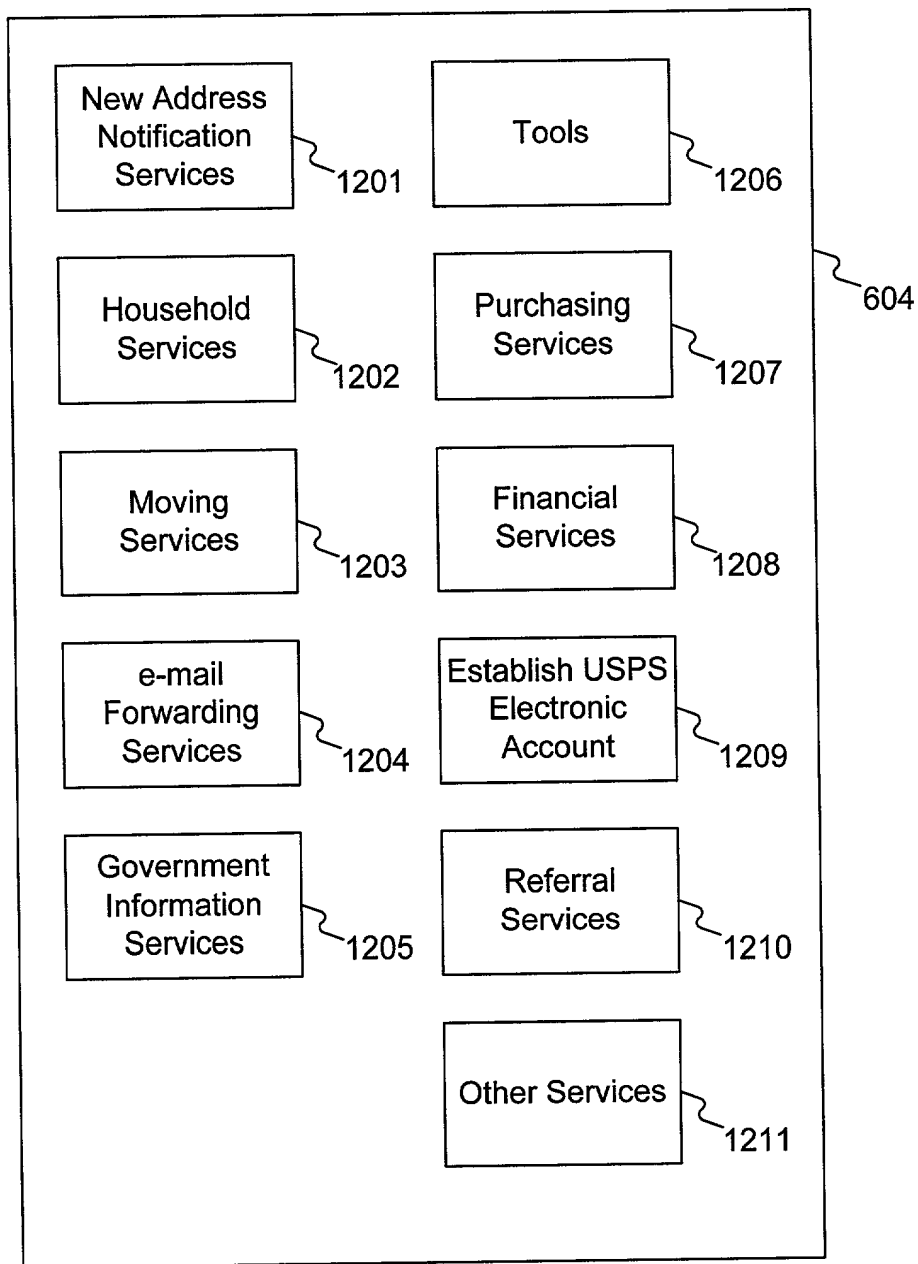 New Address
Notification
Services
1201
Tools
1206
604
Household
Services
1202
Purchasing
Services
1207
Moving
Services
1203
Financial
Services
1208
e-mail
Forwarding
Services
1204
Establish USPS
Electronic
Account
1209
Government
Information
Services
1205
Referral
Services
1210
Other Services
1211